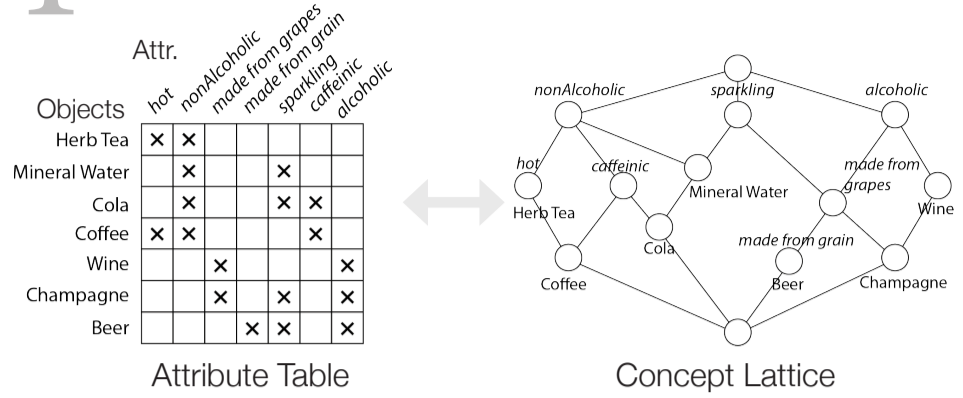 Attr.
Objects
hot
nonAlcoholic
made from grapes
made from grain
sparkling
caffeinic
alcoholic
Herb Tea
Mineral Water
Cola
Coffee
Wine
Champagne
Beer
Attribute Table
nonAlcoholic
sparkling
alcoholic
hot
caffeinic
made from
grapes
Mineral Water
Herb Tea
Wine
Cola
made from grain
Coffee
Beer
Champagne
Concept Lattice